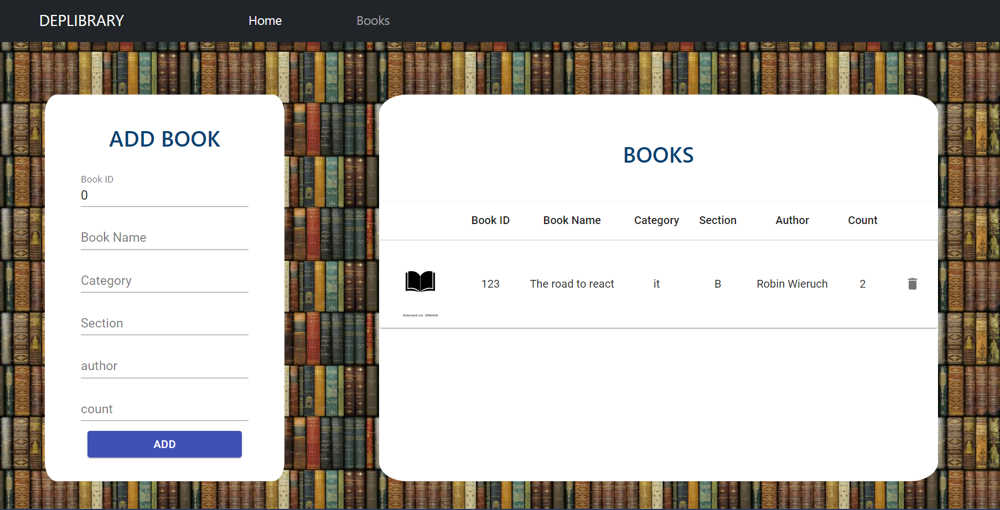 DEPLIBRARY Home Books
ADD BOOK
Book ID
0
Book Name
Category
Section
author
count
ADD
BOOKS
Book ID Book Name Category Section Author Count
123 The road to react it B Robin Wieruch 2